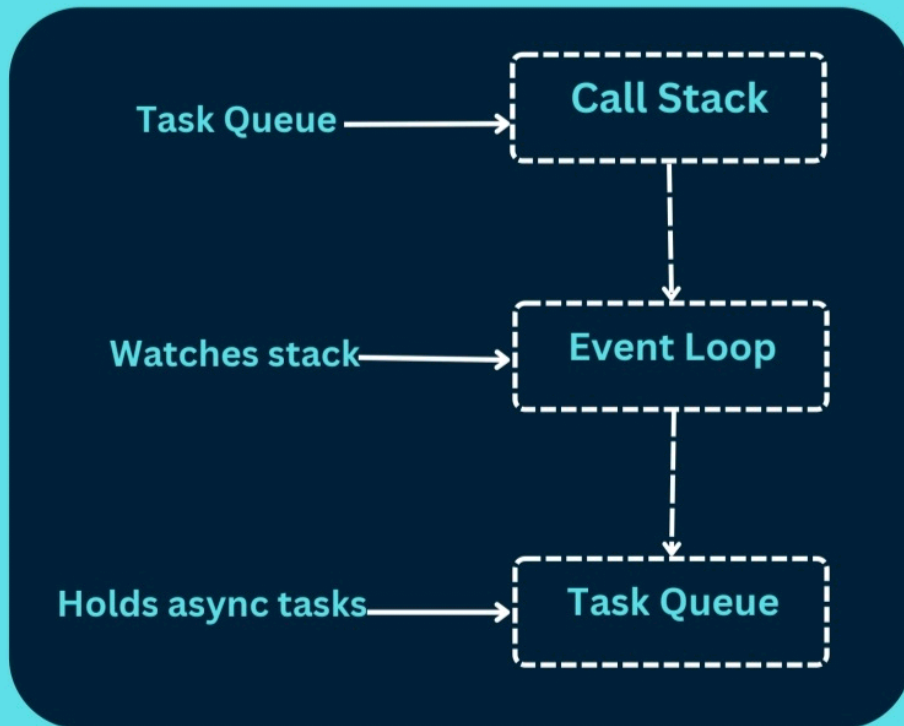 Task Queue
Call Stack
Watches stack
Event Loop
Holds async tasks
Task Queue